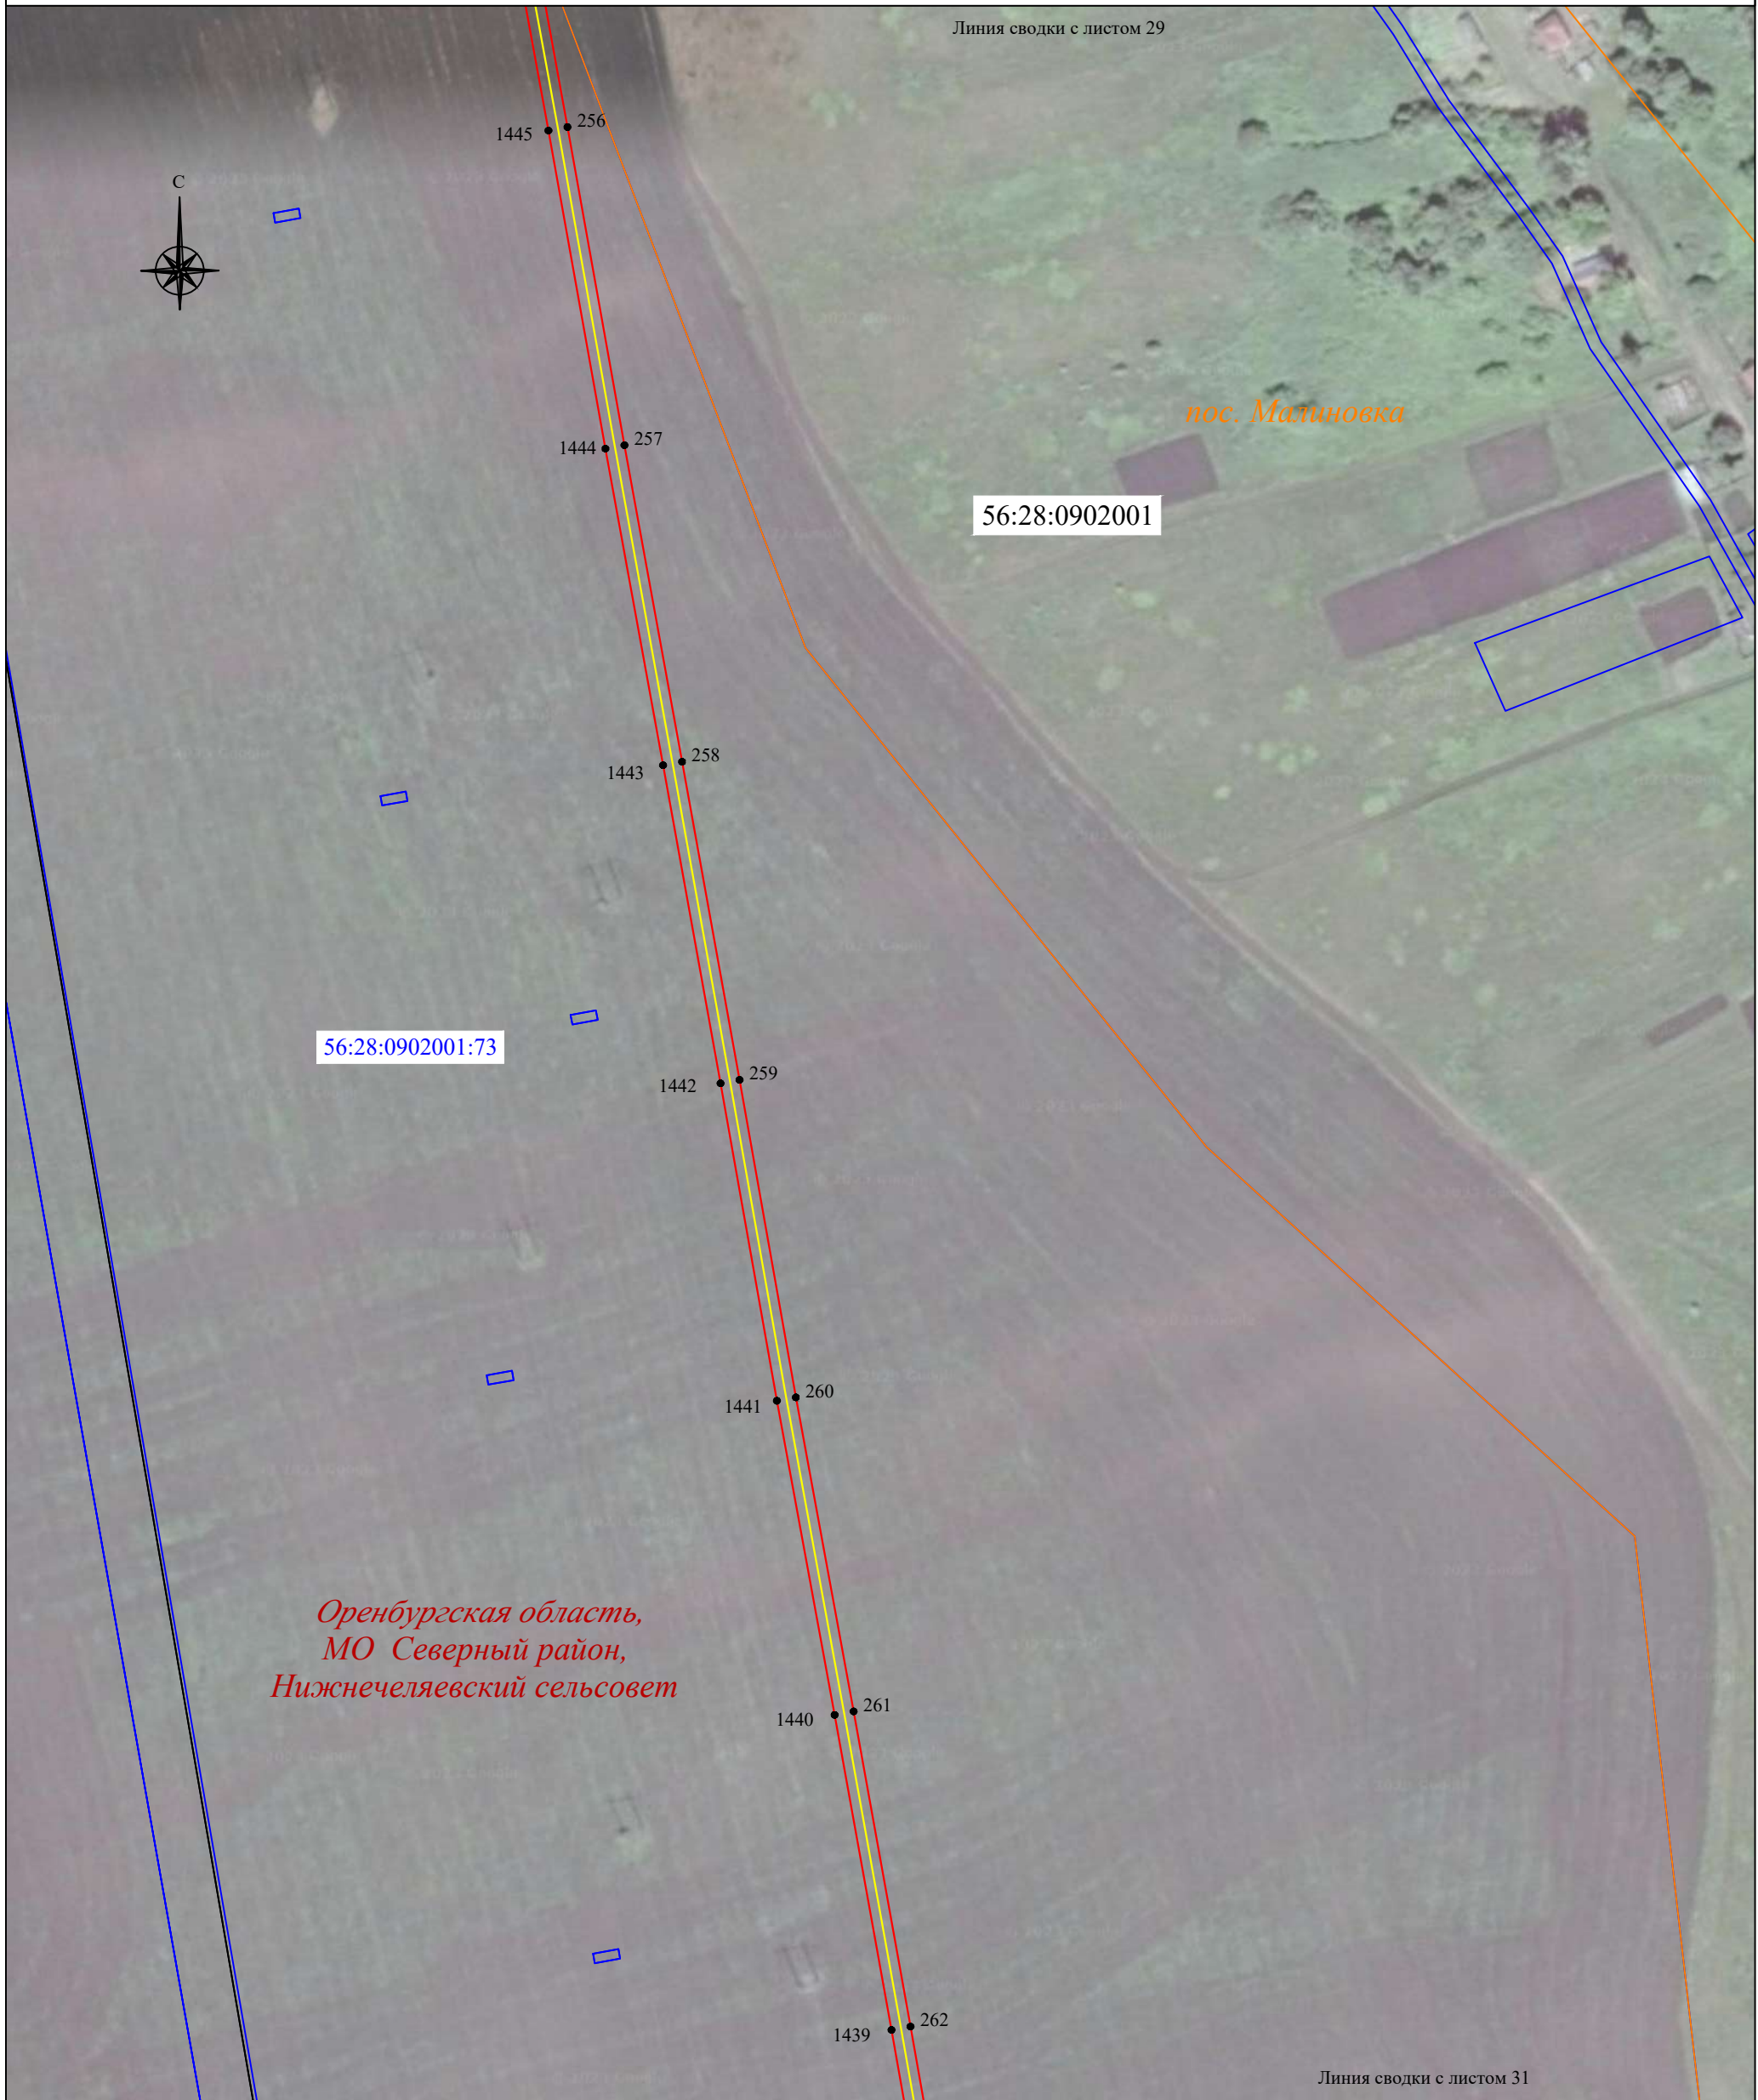 Линия сводки с листом 29
1445
256
С
1444
257
пос. Малиновка
56:28:0902001
1443
258
56:28:0902001:73
1442
259
1441
260
Оренбургская область,
МО Северный район,
Нижнечеляевский сельсовет
1440
261
1439
262
Линия сводки с листом 31